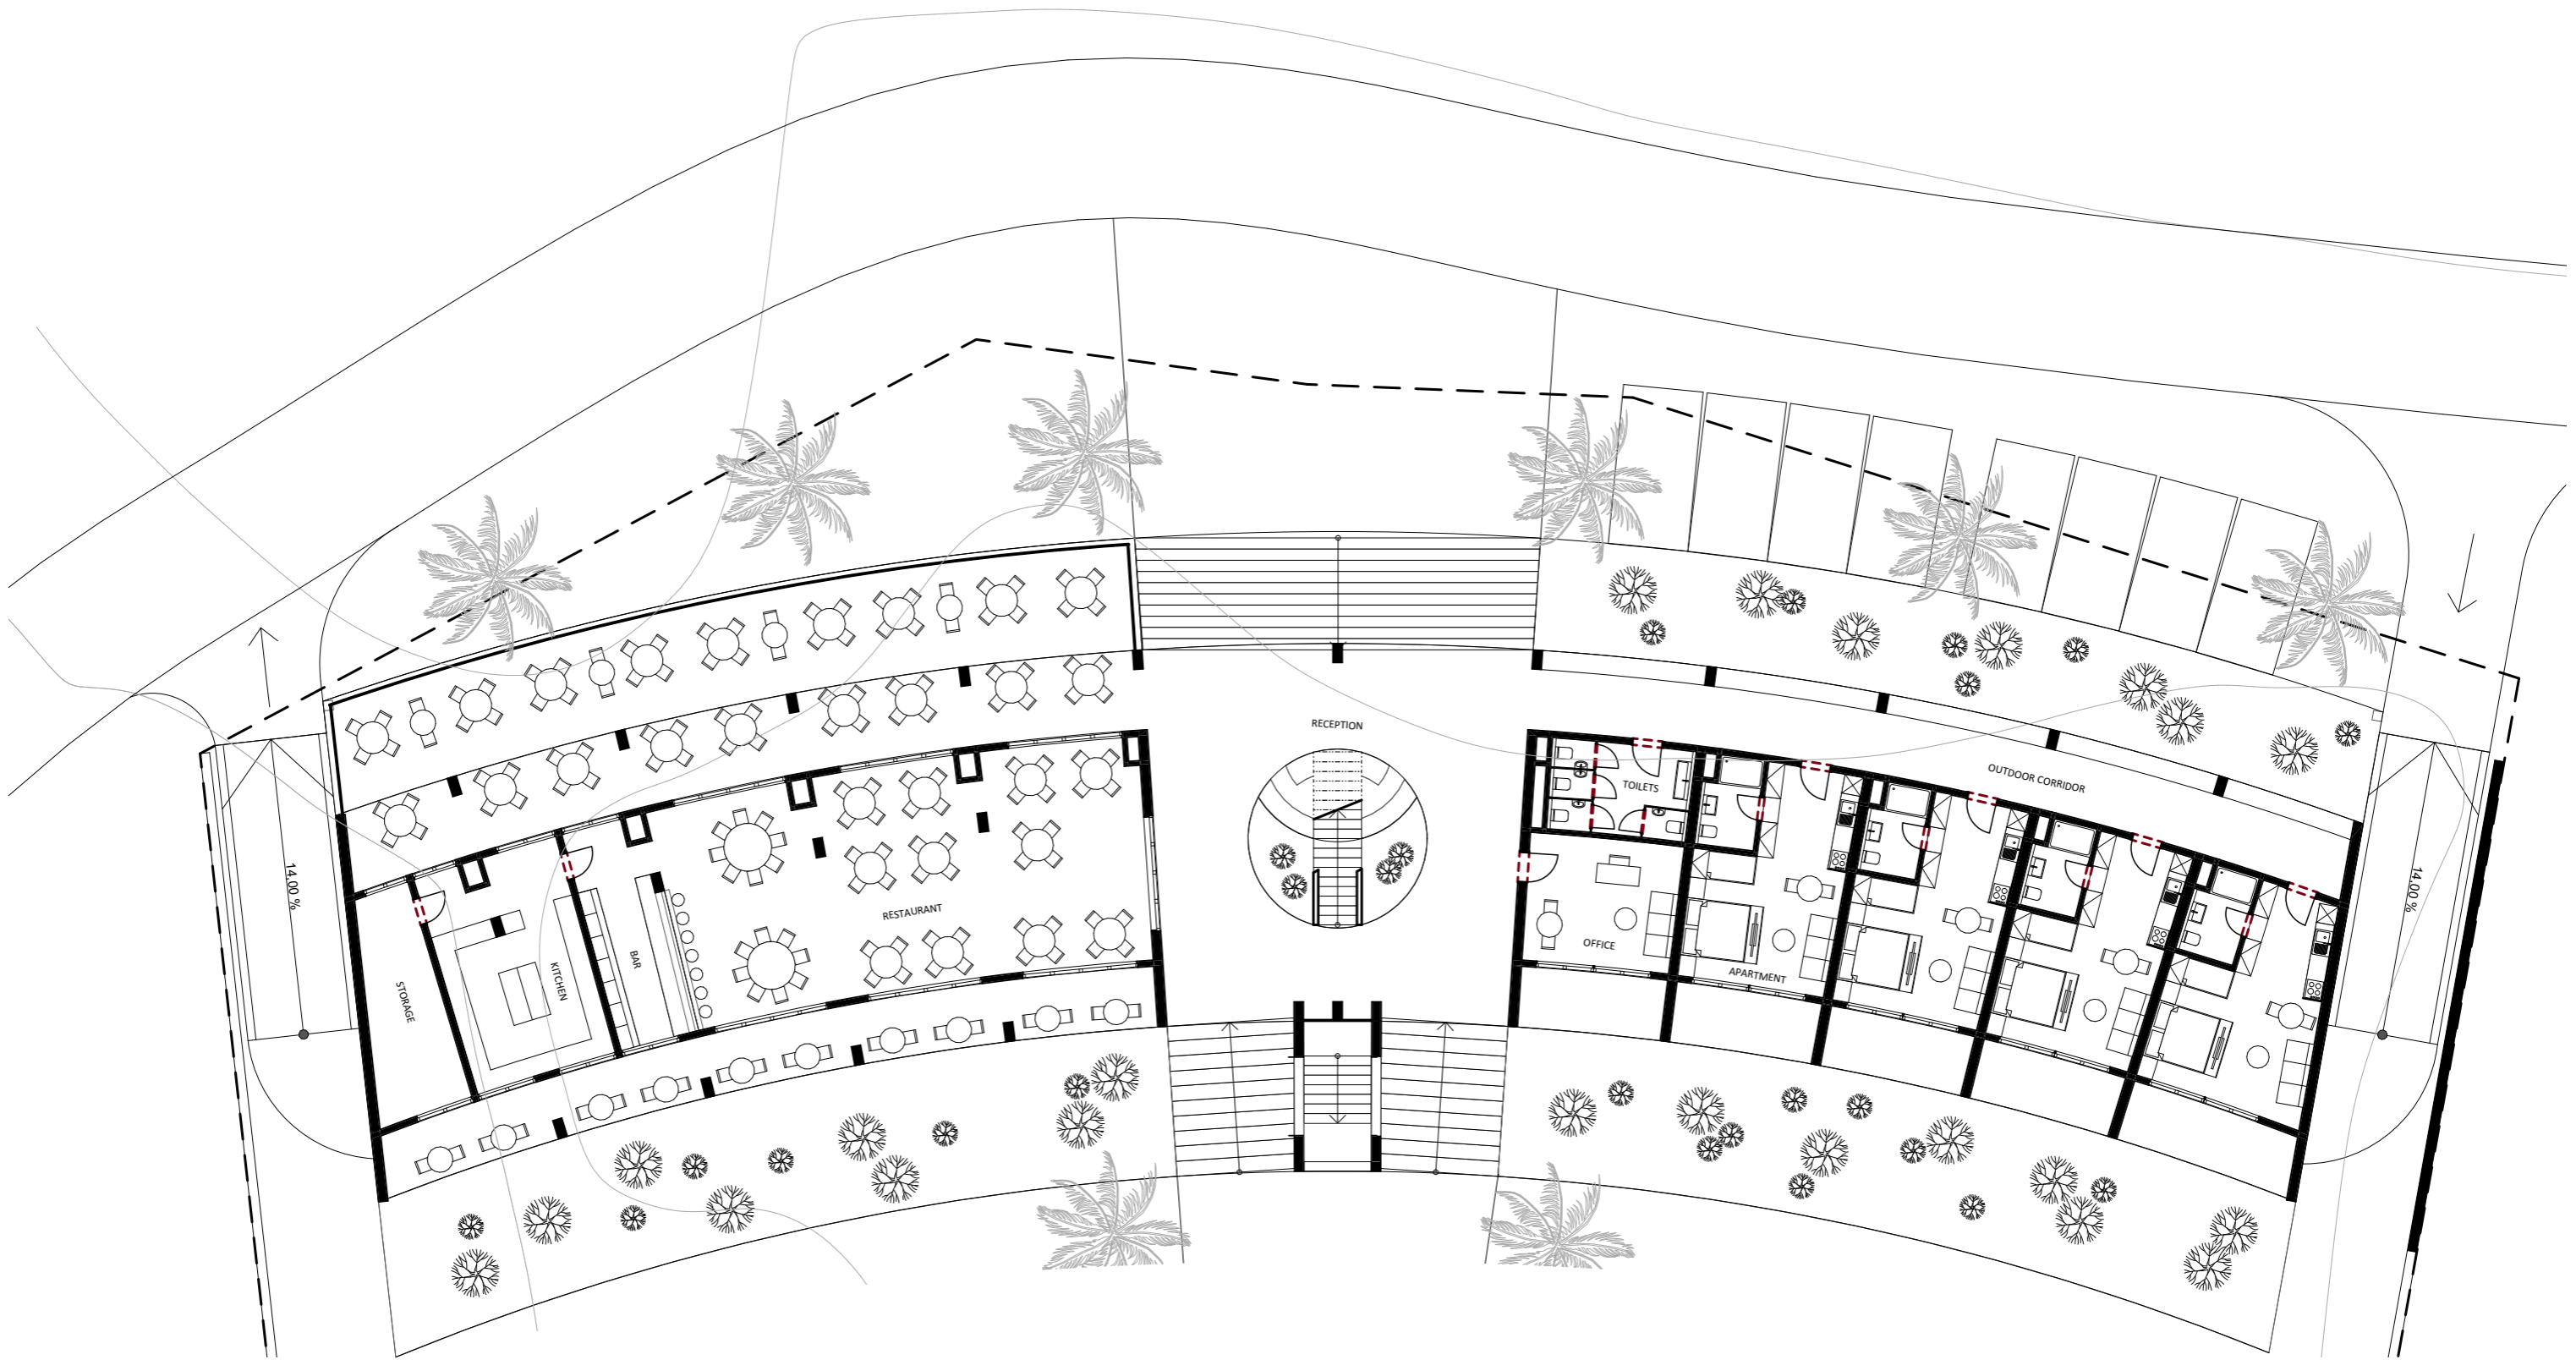 RECEPTION
OUTDOOR CORRIDOR
TOILETS
14,00 %
14,00 %
RESTAURANT
OFFICE
BAR
APARTMENT
KITCHEN
STORAGE